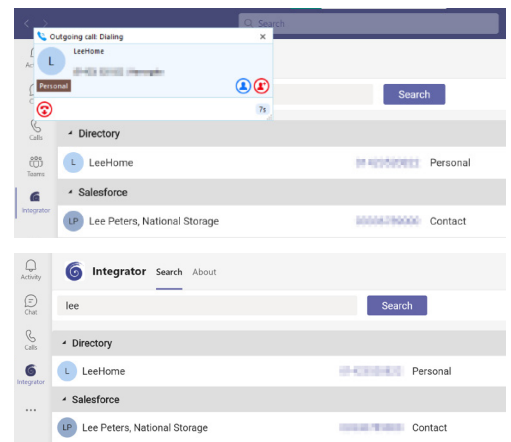 Search
Outgoing call: Dialing
LeeHome
L
Personal
7s
Search
Calls
Directory
L LeeHome Personal
Teams
Salesforce
Integrator
LP Lee Peters, National Storage Contact
Activity
Integrator Search About
Chat
lee Search
Calls
Directory
L LeeHome Personal
Integrator
Salesforce
LP Lee Peters, National Storage Contact